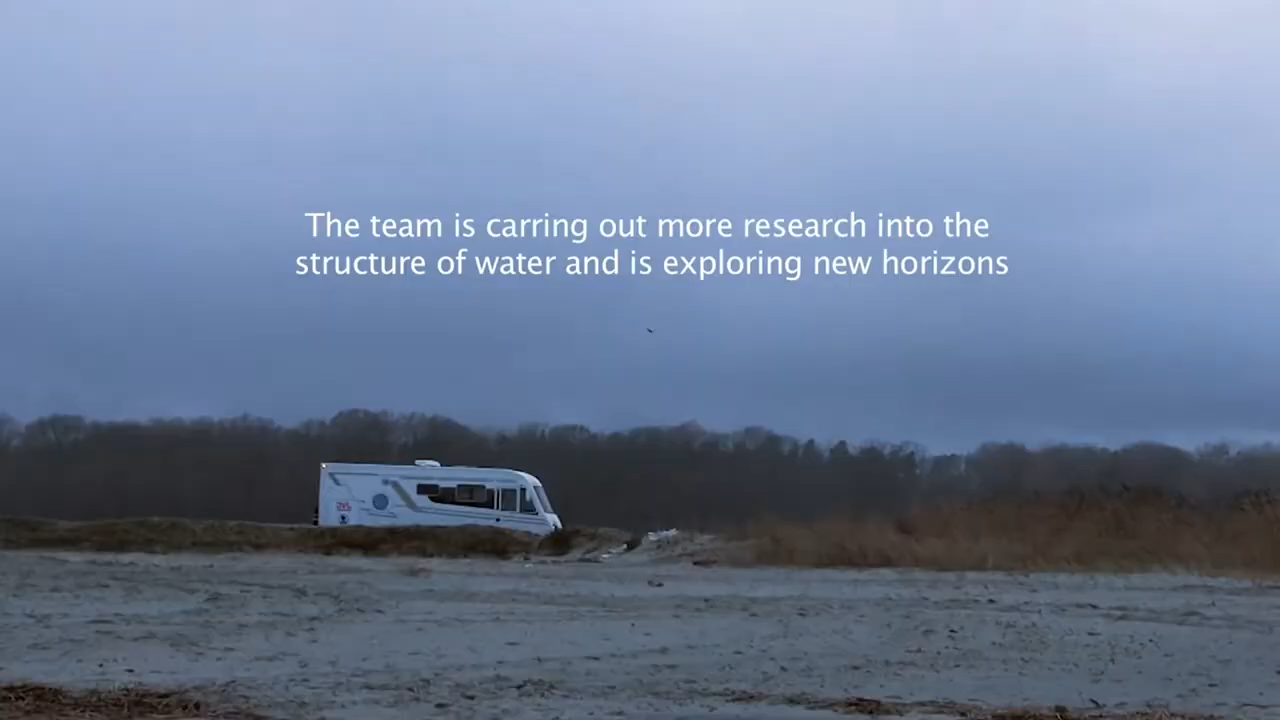 The team is carring out more research into the
structure of water and is exploring new horizons